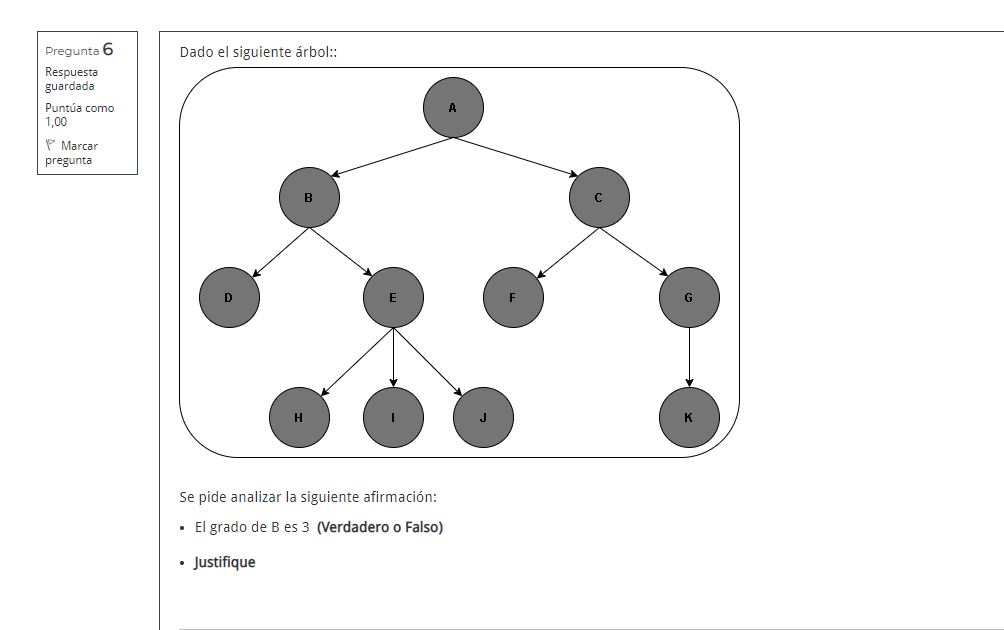 Pregunta 6
Respuesta
guardada
Puntúa como
1,00
Marcar
pregunta
Dado el siguiente árbol::
A
B
C
D
E
F
G
H
I
J
K
Se pide analizar la siguiente afirmación:
• El grado de B es 3 (Verdadero o Falso)
• Justifique